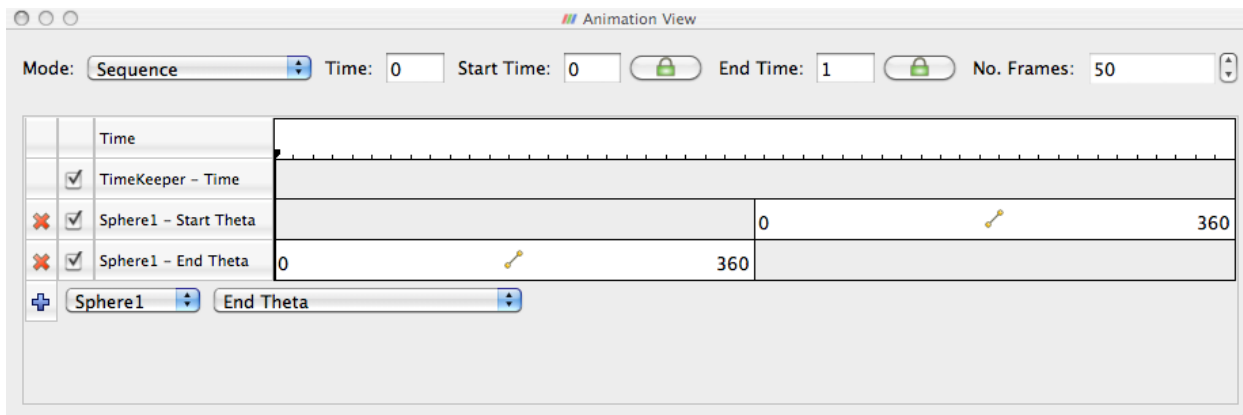 Animation View
Mode: Sequence Time: 0 Start Time: 0 End Time: 1 No. Frames: 50
Time
TimeKeeper – Time
Sphere1 – Start Theta 0 360
Sphere1 – End Theta 0 360
Sphere1 End Theta